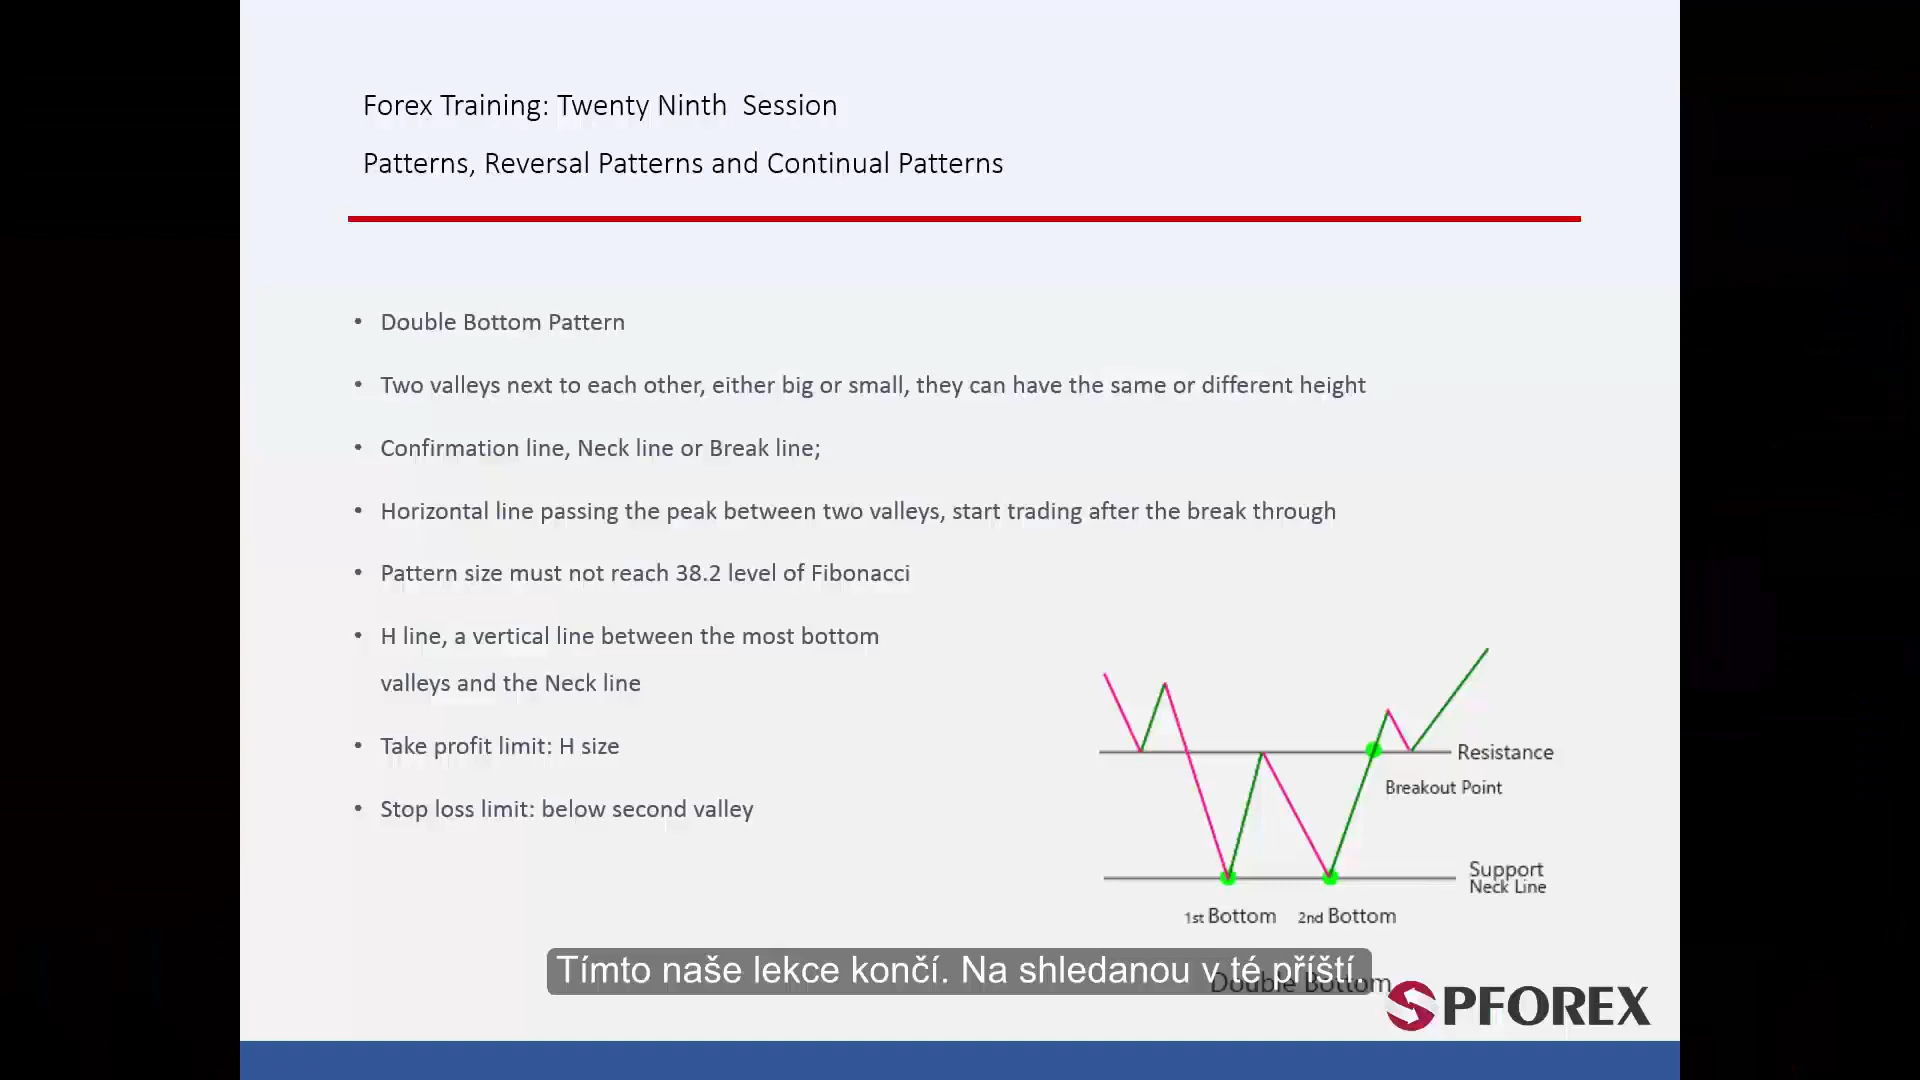 Forex Training: Twenty Ninth Session
Patterns, Reversal Patterns and Continual Patterns
• Double Bottom Pattern
• Two valleys next to each other, either big or small, they can have the same or different height
• Confirmation line, Neck line or Break line;
• Horizontal line passing the peak between two valleys, start trading after the break through
• Pattern size must not reach 38.2 level of Fibonacci
• H line, a vertical line between the most bottom
valleys and the Neck line
• Take profit limit: H size
• Stop loss limit: below second valley
Resistance
Breakout Point
Support
Neck Line
1st Bottom 2nd Bottom
Double Bottom
Tímto naše lekce končí. Na shledanou v té příští.
SPFOREX